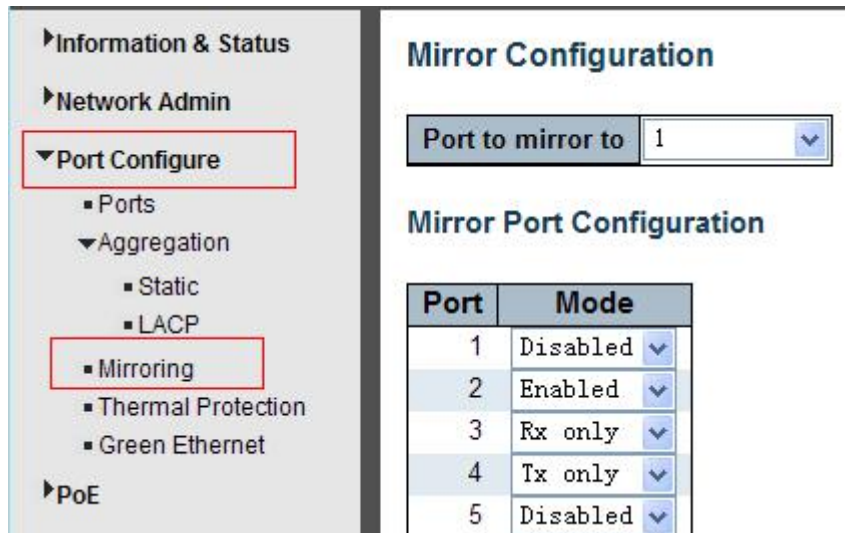 Information & Status
Network Admin
Port Configure
Ports
Aggregation
Static
LACP
Mirroring
Thermal Protection
Green Ethernet
PoE
Mirror Configuration
Port to mirror to 1
Mirror Port Configuration
Port Mode
1 Disabled
2 Enabled
3 Rx only
4 Tx only
5 Disabled